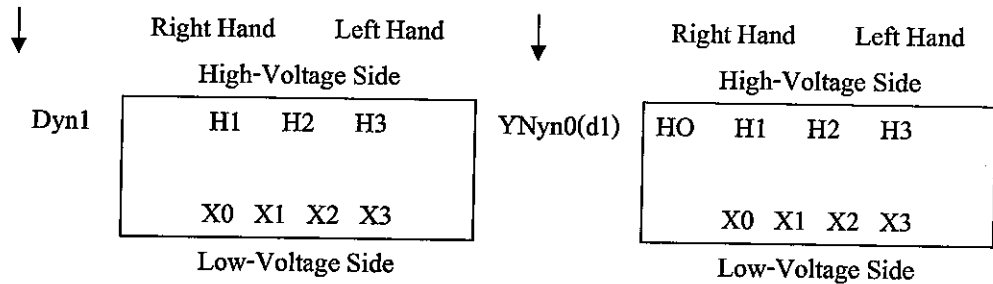 Right Hand Left Hand
High-Voltage Side
Dyn1 H1 H2 H3
X0 X1 X2 X3
Low-Voltage Side
Right Hand Left Hand
High-Voltage Side
YNyn0(d1) HO H1 H2 H3
X0 X1 X2 X3
Low-Voltage Side